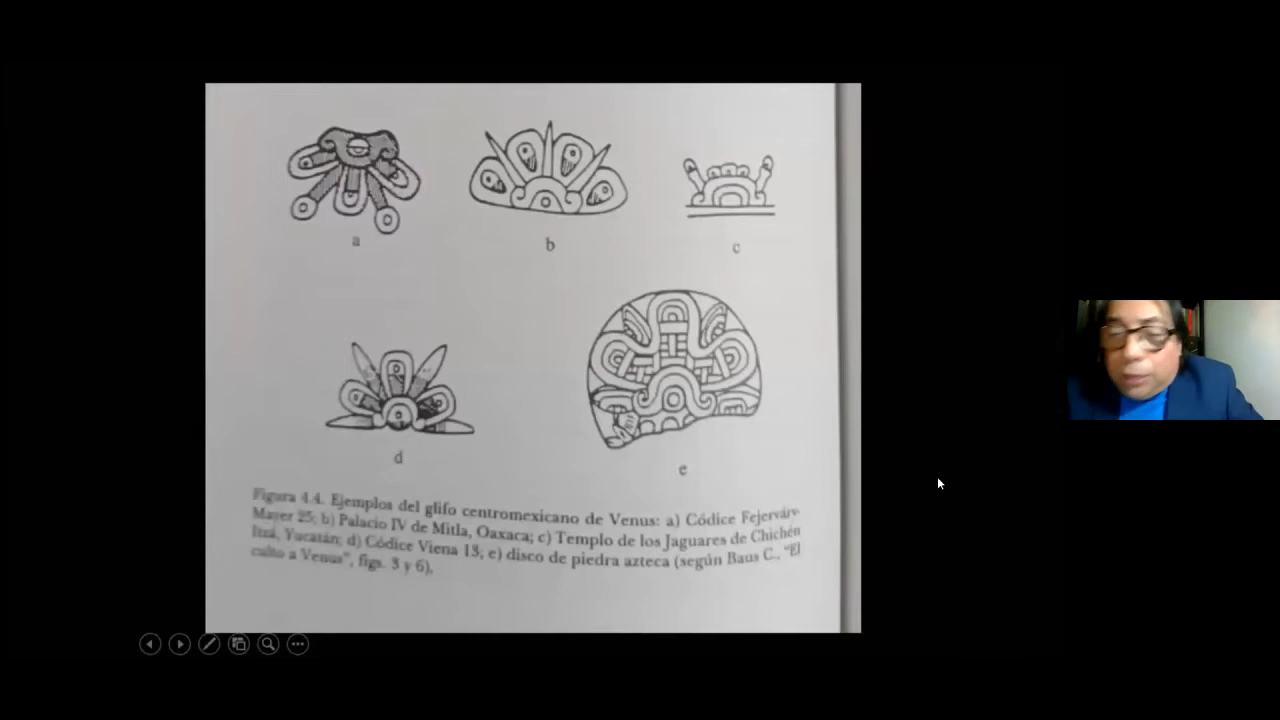 a
b
c
d
e
Figura 4.4. Ejemplos del glifo centromexicano de Venus: a) Códice Fejérváry-
Mayer 25; b) Palacio IV de Mitla, Oaxaca; c) Templo de los Jaguares de Chichén
Itzá, Yucatán; d) Códice Viena 13; e) disco de piedra azteca (según Baus C., "El
culto a Venus", figs. 3 y 6).